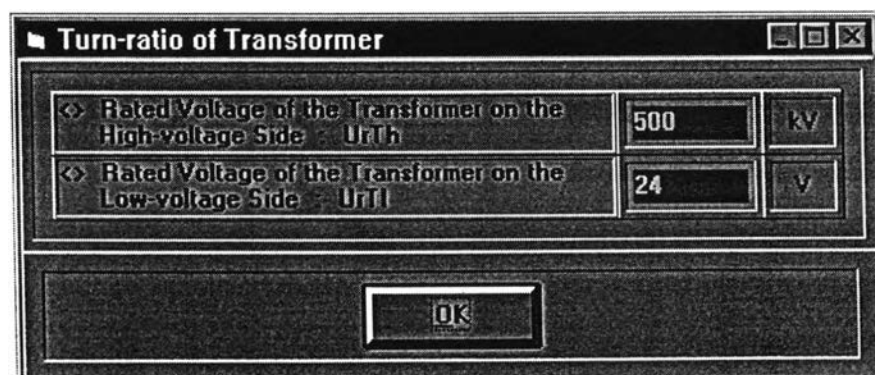 Turn-ratio of Transformer
<> Rated Voltage of the Transformer on the
High-voltage Side : UrTh
500 kV
<> Rated Voltage of the Transformer on the
Low-voltage Side : UrTl
24 V
OK